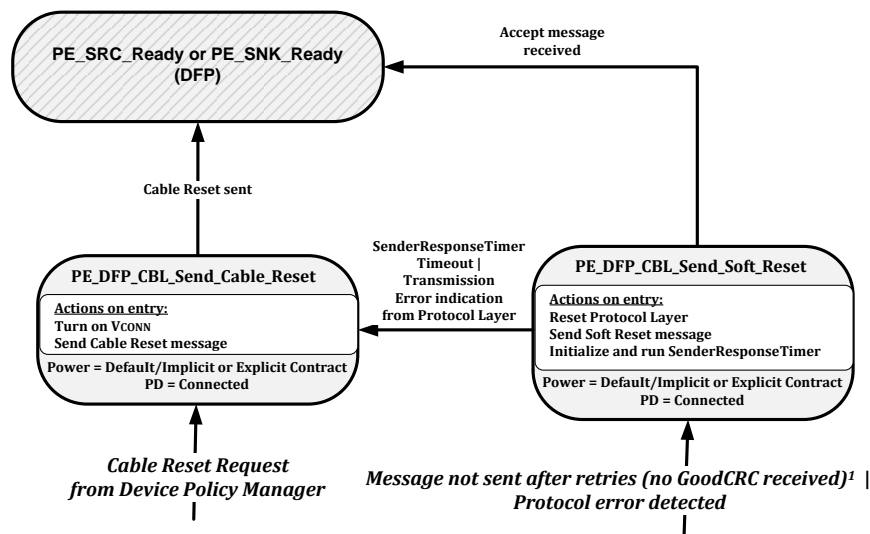 PE_SRC_Ready or PE_SNK_Ready
(DFP)
Accept message
received
Cable Reset sent
SenderResponseTimer
Timeout |
Transmission
Error indication
from Protocol Layer
PE_DFP_CBL_Send_Cable_Reset
Actions on entry:
Turn on VCONN
Send Cable Reset message
Power = Default/Implicit or Explicit Contract
PD = Connected
PE_DFP_CBL_Send_Soft_Reset
Actions on entry:
Reset Protocol Layer
Send Soft Reset message
Initialize and run SenderResponseTimer
Power = Default/Implicit or Explicit Contract
PD = Connected
Cable Reset Request
from Device Policy Manager
Message not sent after retries (no GoodCRC received)¹ |
Protocol error detected